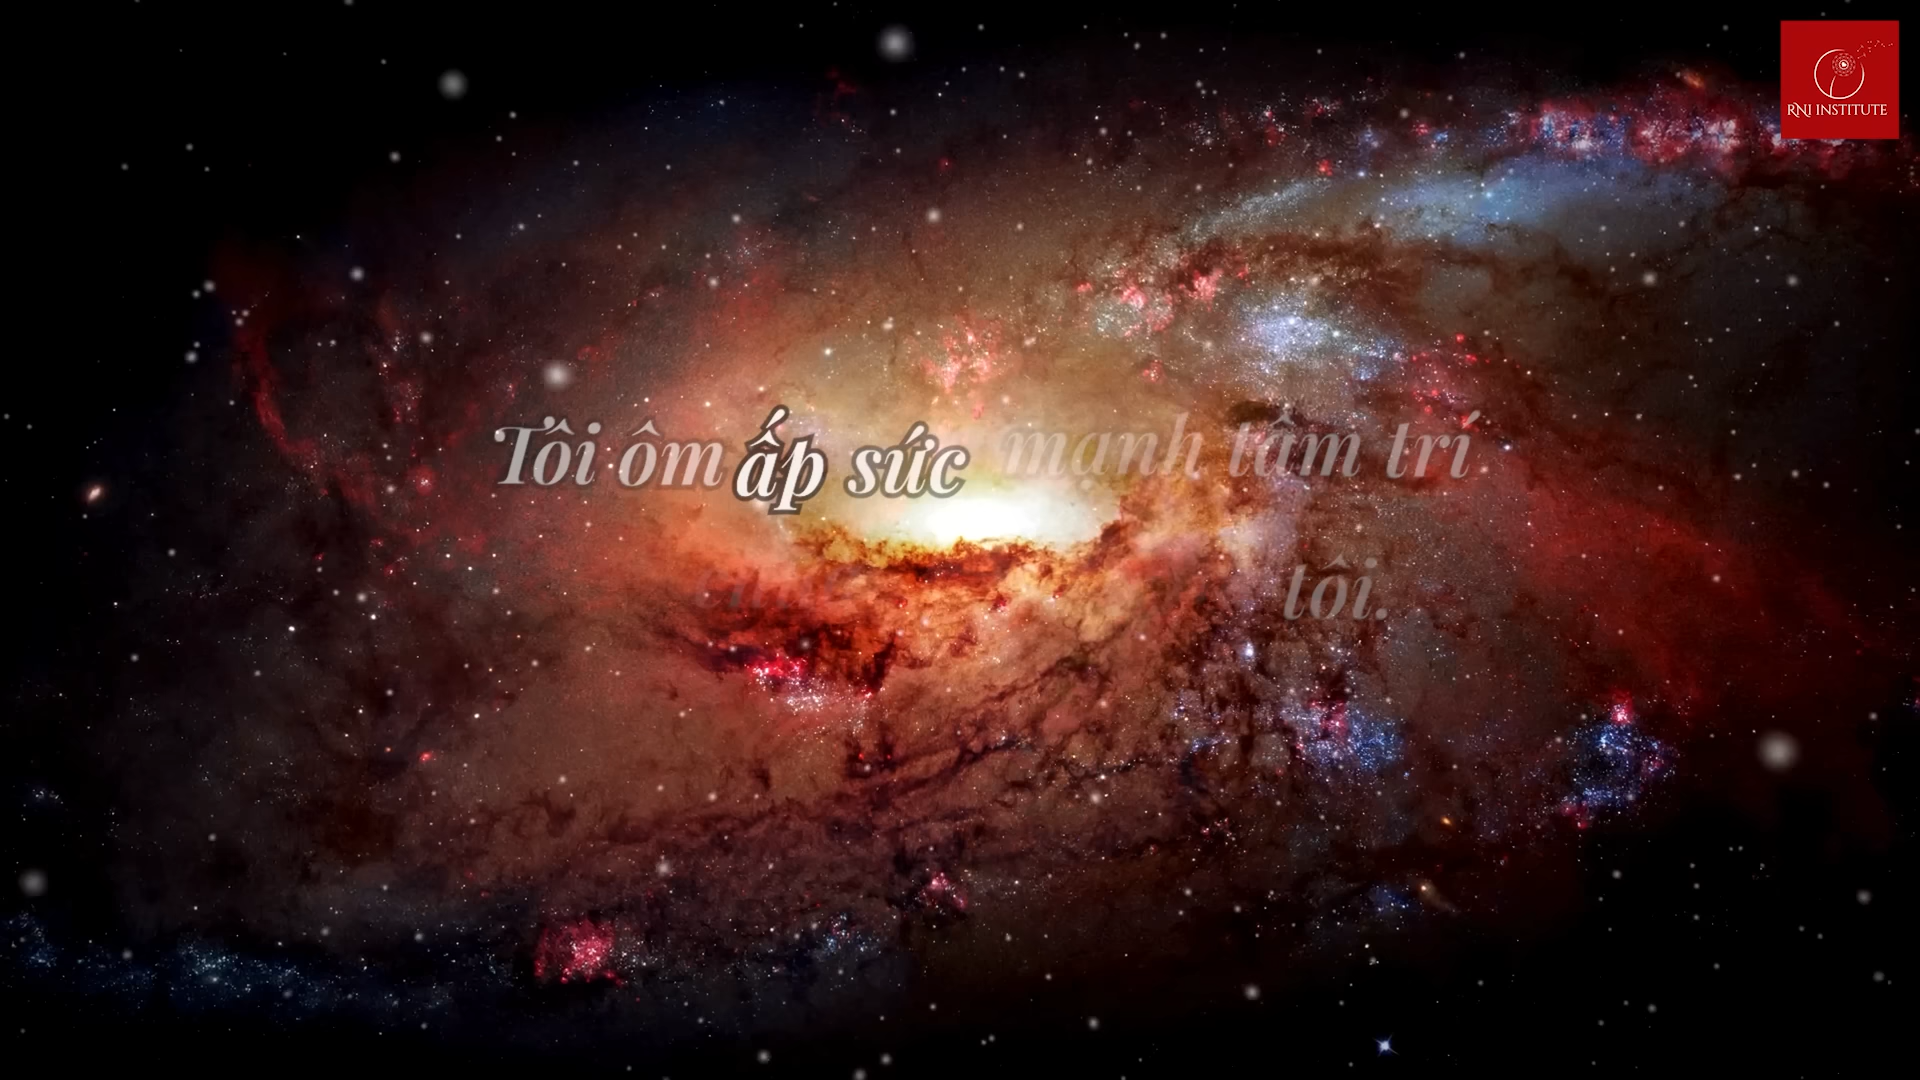 RNI INSTITUTE
Tôi ôm ấp sức mạnh tâm trí
tôi.